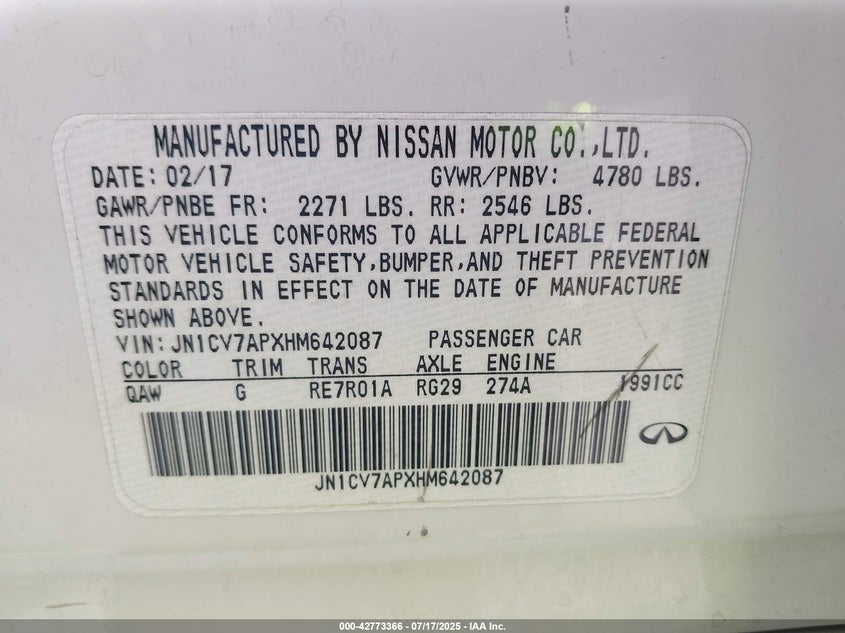 MANUFACTURED BY NISSAN MOTOR CO.,LTD.
DATE: 02/17 GVWR/PNBV: 4780 LBS.
GAWR/PNBE FR: 2271 LBS. RR: 2546 LBS.
THIS VEHICLE CONFORMS TO ALL APPLICABLE FEDERAL
MOTOR VEHICLE SAFETY,BUMPER,AND THEFT PREVENTION
STANDARDS IN EFFECT ON THE DATE OF MANUFACTURE
SHOWN ABOVE.
VIN: JN1CV7APXHM642087 PASSENGER CAR
COLOR TRIM TRANS AXLE ENGINE
QAW G RE7R01A RG29 274A 1991CC
JN1CV7APXHM642087
000-42773366 - 07/17/2025 - IAA Inc.